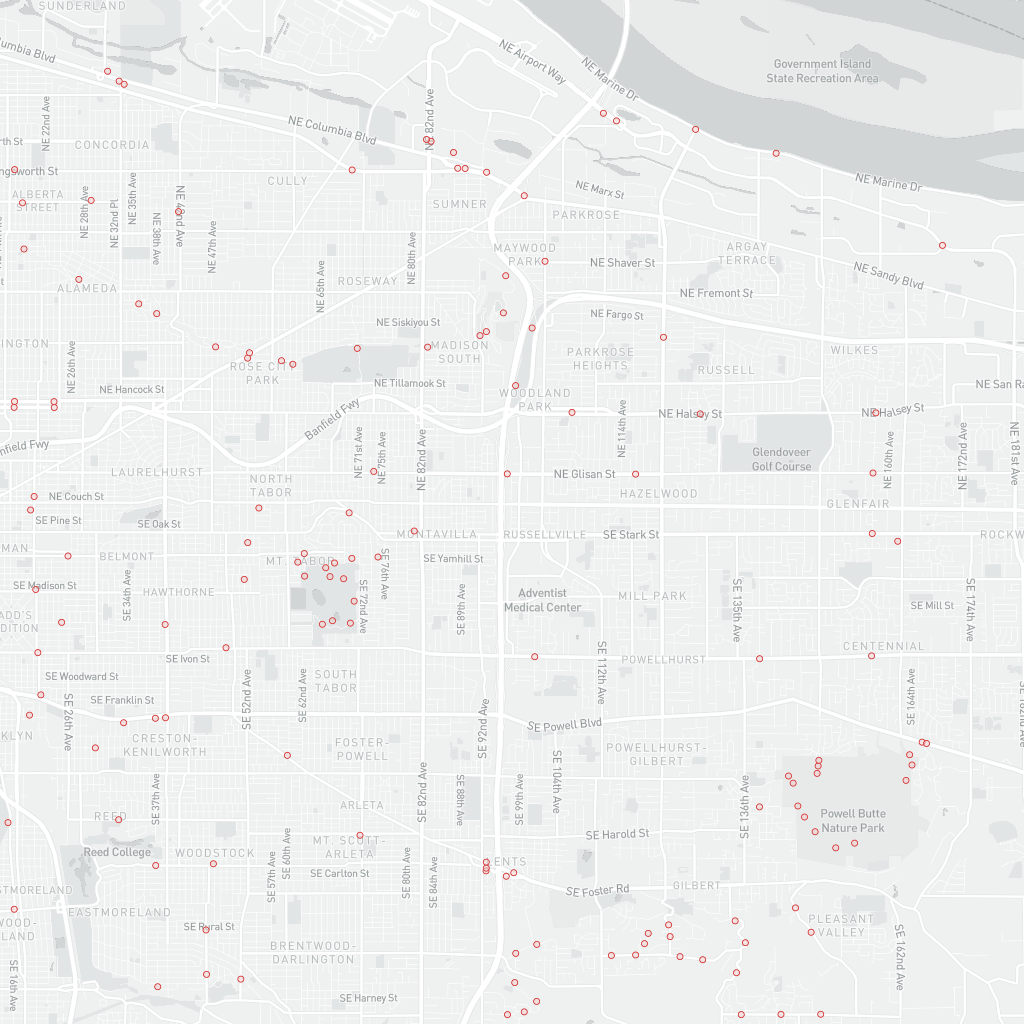 SUNDERLAND
Columbia Blvd
NE Airport Way
NE Marine Dr
Government Island
State Recreation Area
NE 22nd Ave
NE 82nd Ave
NE Columbia Blvd
CONCORDIA
CULLY
NE Marx St
NE Marine Dr
ALBERTA
STREET
NE 28th Ave
NE 32nd Pl
NE 35th Ave
NE 38th Ave
NE 42nd Ave
NE 47th Ave
SUMNER
PARKROSE
NE 80th Ave
MAYWOOD
PARK
ARGAY
TERRACE
NE Shaver St
NE Sandy Blvd
ROSEWAY
NE 65th Ave
ALAMEDA
NE Fremont St
NE Siskiyou St
NE Fargo St
MADISON
SOUTH
PARKROSE
HEIGHTS
WILKES
NE 26th Ave
ROSE CITY
PARK
RUSSELL
NE Hancock St
NE Tillamook St
WOODLAND
PARK
NE Halsey St
NE Halsey St
Banfield Fwy
NE 71st Ave
NE 75th Ave
NE 82nd Ave
NE 114th Ave
NE 160th Ave
NE 172nd Ave
NE 181st Ave
Glendoveer
Golf Course
LAURELHURST
NORTH
TABOR
NE Glisan St
HAZELWOOD
GLENFAIR
NE Couch St
SE Pine St
SE Oak St
MONTAVILLA
RUSSELLVILLE
SE Stark St
BELMONT
MT. TABOR
SE Yamhill St
SE 76th Ave
SE Madison St
SE 34th Ave
HAWTHORNE
SE 72nd Ave
SE 89th Ave
Adventist
Medical Center
MILL PARK
SE 135th Ave
SE Mill St
SE 174th Ave
SE Ivon St
SE 112th Ave
POWELLHURST
CENTENNIAL
SE Woodward St
SOUTH
TABOR
SE 26th Ave
SE Franklin St
SE 52nd Ave
SE 62nd Ave
SE 92nd Ave
SE Powell Blvd
SE 164th Ave
SE 182nd Ave
CRESTON-
KENILWORTH
FOSTER-
POWELL
SE 104th Ave
POWELLHURST-
GILBERT
SE 37th Ave
SE 82nd Ave
SE 88th Ave
SE 99th Ave
SE 136th Ave
ARLETA
REED
Powell Butte
Nature Park
SE Harold St
Reed College
WOODSTOCK
SE 60th Ave
MT. SCOTT-
ARLETA
SE 57th Ave
SE Carlton St
SE 80th Ave
SE 84th Ave
LENTS
SE Foster Rd
GILBERT
EASTMORELAND
SE Rural St
PLEASANT
VALLEY
SE 162nd Ave
BRENTWOOD-
DARLINGTON
SE 16th Ave
SE Harney St